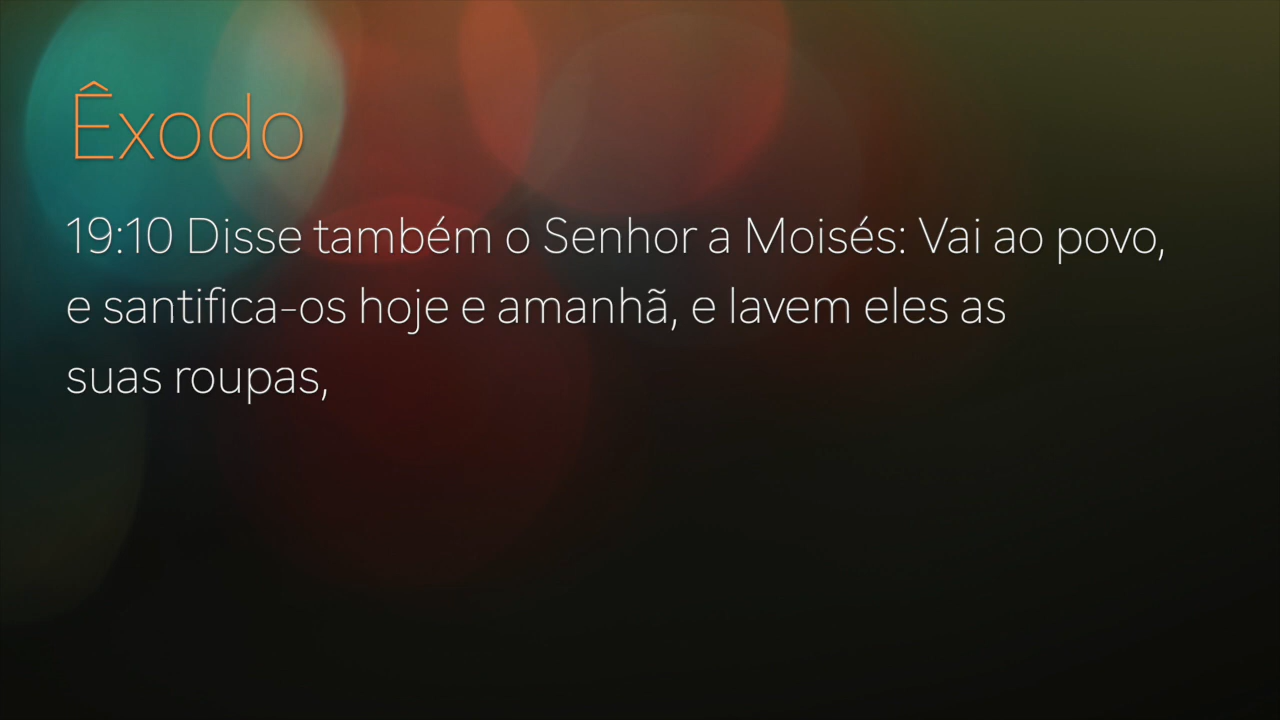 Êxodo
19:10 Disse também o Senhor a Moisés: Vai ao povo,
e santifica-os hoje e amanhã, e lavem eles as
suas roupas,